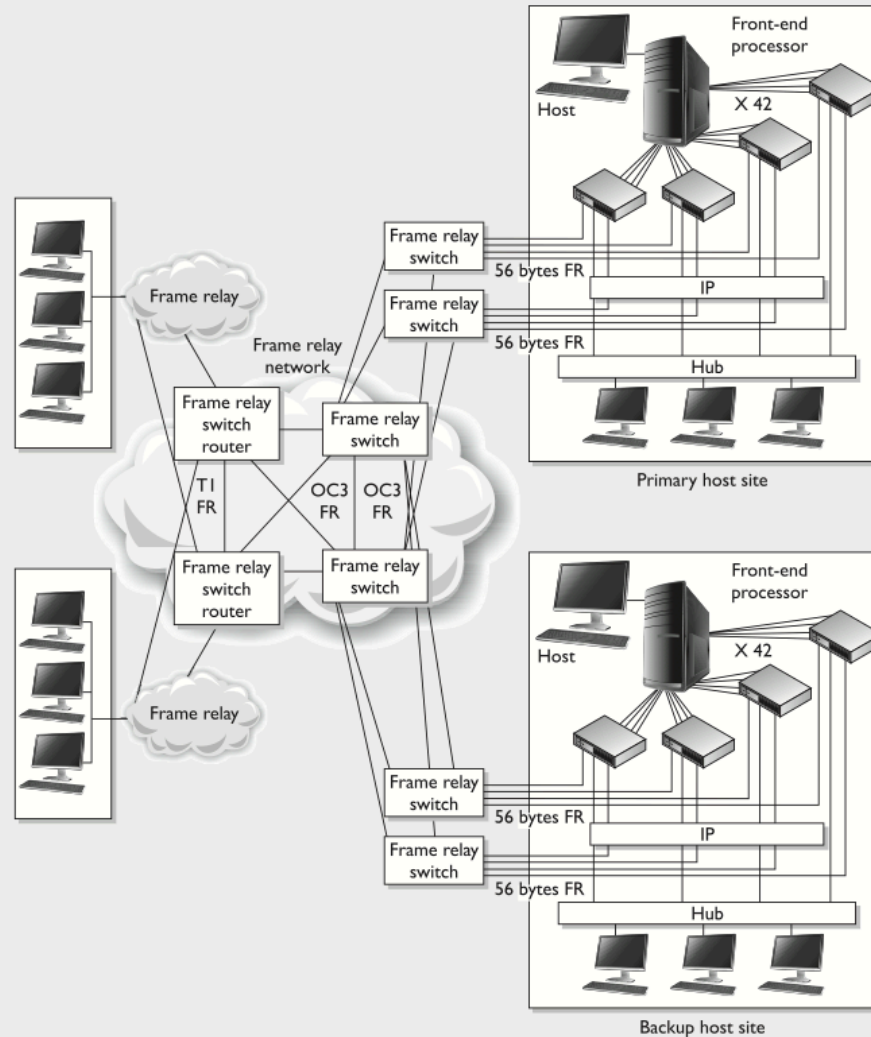 Front-end
processor
Host
X 42
Frame relay
switch
56 bytes FR
IP
Frame relay
switch
56 bytes FR
Hub
Primary host site
Frame relay
Frame relay
network
Frame relay
switch
router
Frame relay
switch
T1
FR
OC3
FR
OC3
FR
Frame relay
switch
router
Frame relay
switch
Frame relay
Front-end
processor
Host
X 42
Frame relay
switch
56 bytes FR
IP
Frame relay
switch
56 bytes FR
Hub
Backup host site